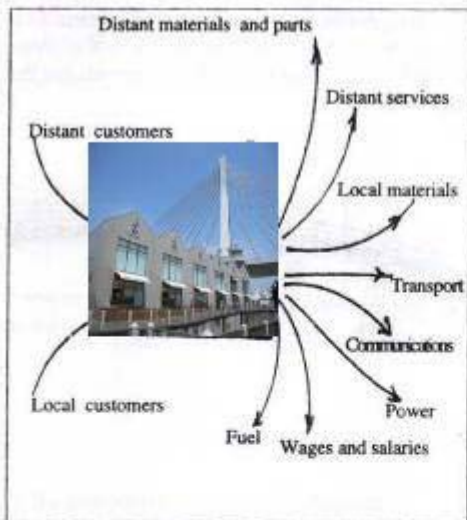 Distant materials and parts
Distant services
Distant customers
Local materials
Transport
Communications
Local customers
Power
Fuel
Wages and salaries